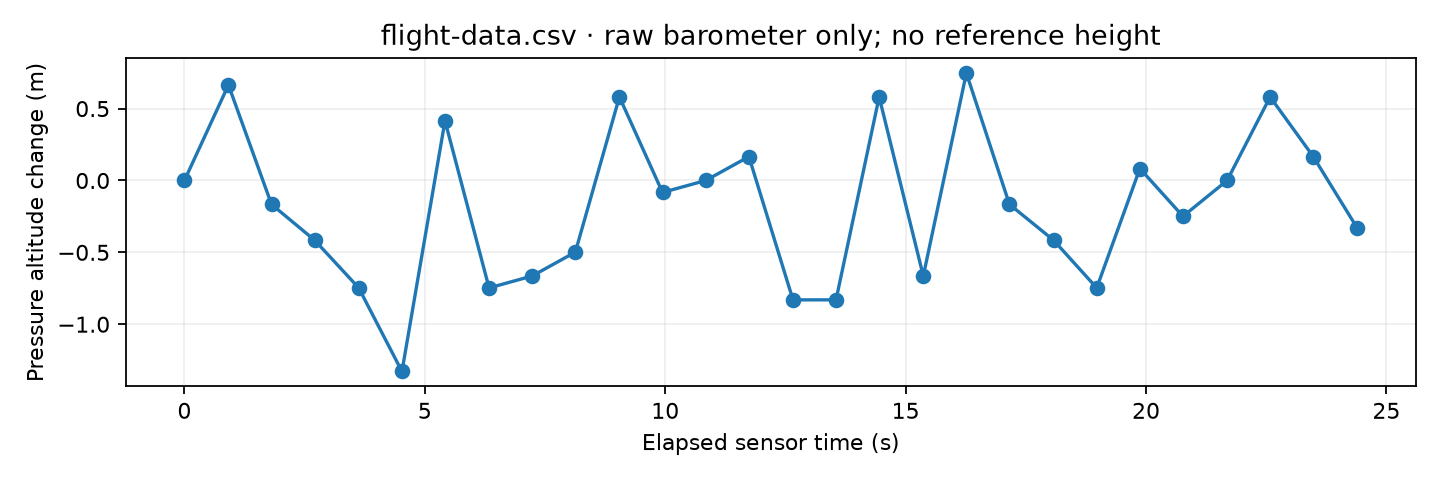 flight-data.csv · raw barometer only; no reference height
Pressure altitude change (m)
0.5
0.0
−0.5
−1.0
0 5 10 15 20 25
Elapsed sensor time (s)